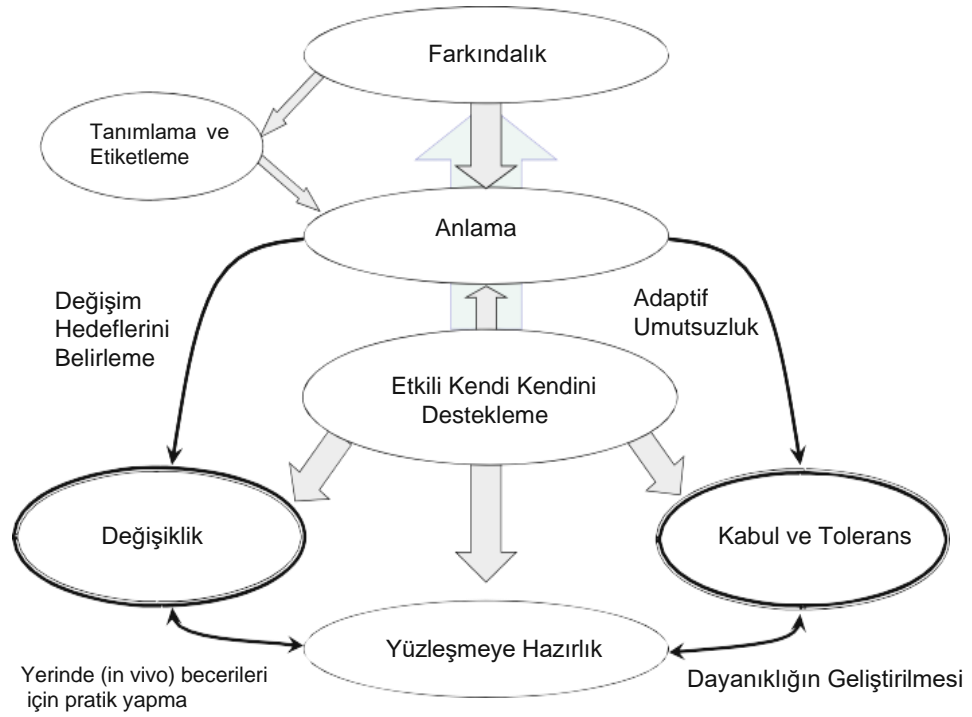 Farkındalık
Tanımlama ve
Etiketleme
Anlama
Değişim
Hedeflerini
Belirleme
Adaptif
Umutsuzluk
Etkili Kendi Kendini
Destekleme
Değişiklik
Kabul ve Tolerans
Yüzleşmeye Hazırlık
Yerinde (in vivo) becerileri
için pratik yapma
Dayanıklığın Geliştirilmesi